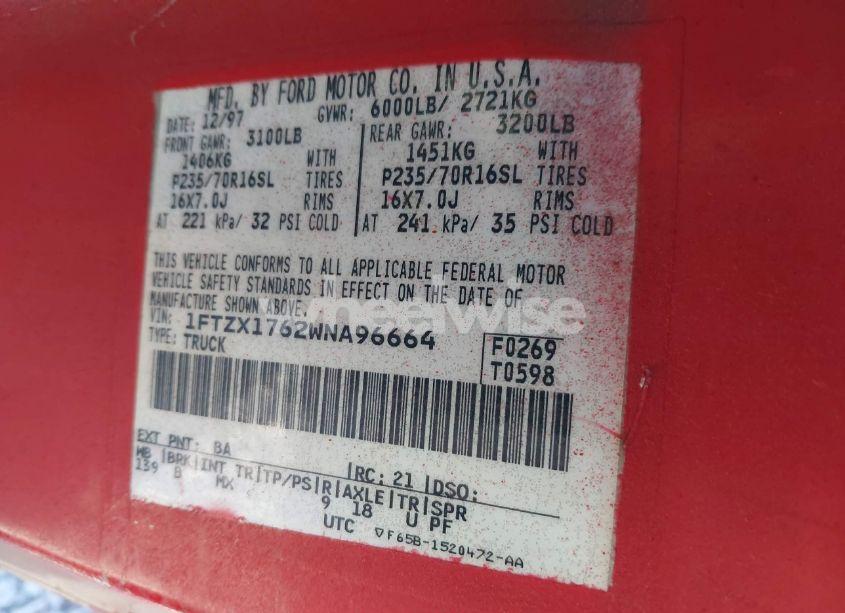 MFD. BY FORD MOTOR CO. IN U.S.A.
DATE: 12/97 GVWR: 6000LB/ 2721KG
FRONT GAWR: 3100LB REAR GAWR: 3200LB
1406KG WITH 1451KG WITH
P235/70R16SL TIRES P235/70R16SL TIRES
16X7.0J RIMS 16X7.0J RIMS
AT 221 kPa/ 32 PSI COLD AT 241 kPa/ 35 PSI COLD
THIS VEHICLE CONFORMS TO ALL APPLICABLE FEDERAL MOTOR
VEHICLE SAFETY STANDARDS IN EFFECT ON THE DATE OF
MANUFACTURE SHOWN ABOVE.
VIN: 1FTZX1762WNA96664 F0269
TYPE: TRUCK T0598
EXT PNT: BA RC: 21 DSO:
WB BRK INT TR TP/PS R AXLE TR SPR
139 B MX 9 18 U PF
UTC ▽F65B-1520472-AA